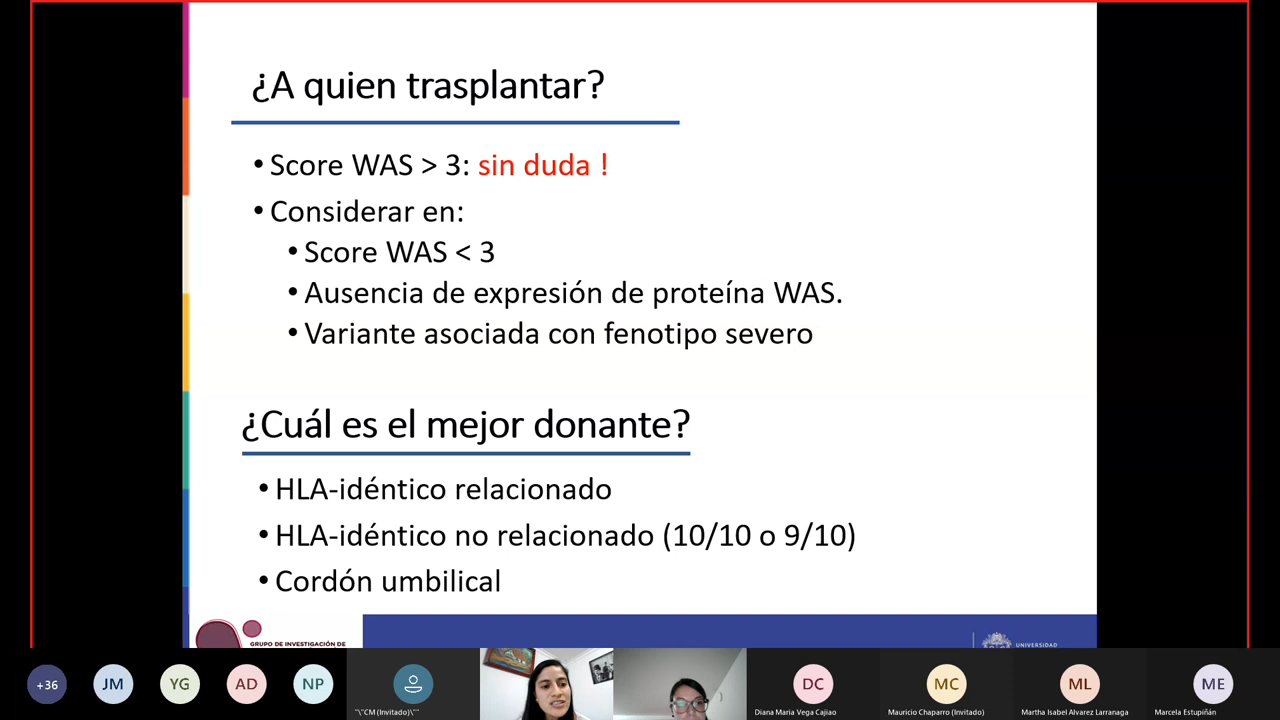 ¿A quien trasplantar?
• Score WAS > 3: sin duda !
• Considerar en:
• Score WAS < 3
• Ausencia de expresión de proteína WAS.
• Variante asociada con fenotipo severo
¿Cuál es el mejor donante?
• HLA-idéntico relacionado
• HLA-idéntico no relacionado (10/10 o 9/10)
• Cordón umbilical
GRUPO DE INVESTIGACIÓN DE
UNIVERSIDAD
+36
JM
YG
AD
NP
DC
MC
ML
ME
"\"CM (Invitado)\""
Diana Maria Vega Cajiao
Mauricio Chaparro (Invitado)
Martha Isabel Alvarez Larranaga
Marcela Estupiñán